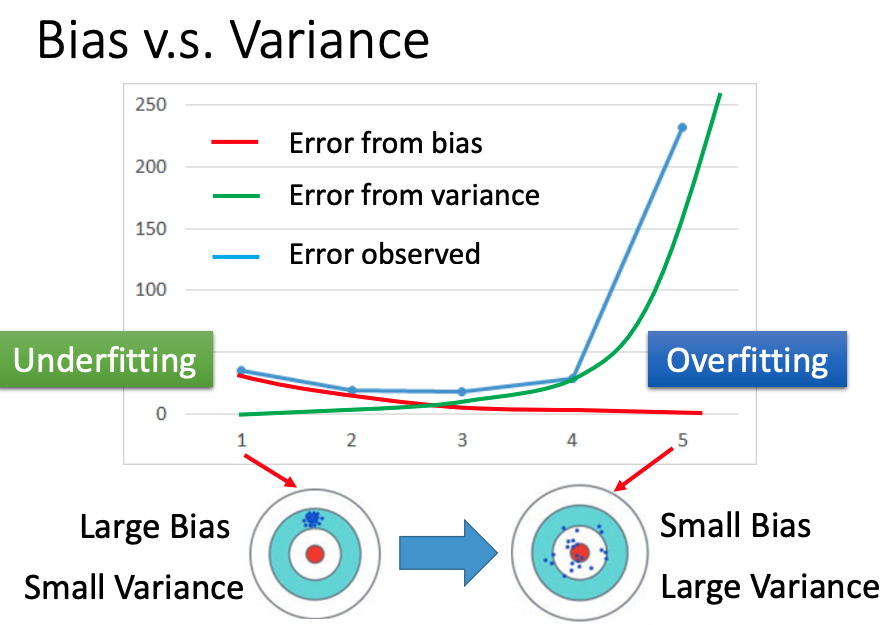 Bias v.s. Variance
250
200
150
100
0
Error from bias
Error from variance
Error observed
Underfitting
Overfitting
1 2 3 4 5
Large Bias
Small Variance
Small Bias
Large Variance